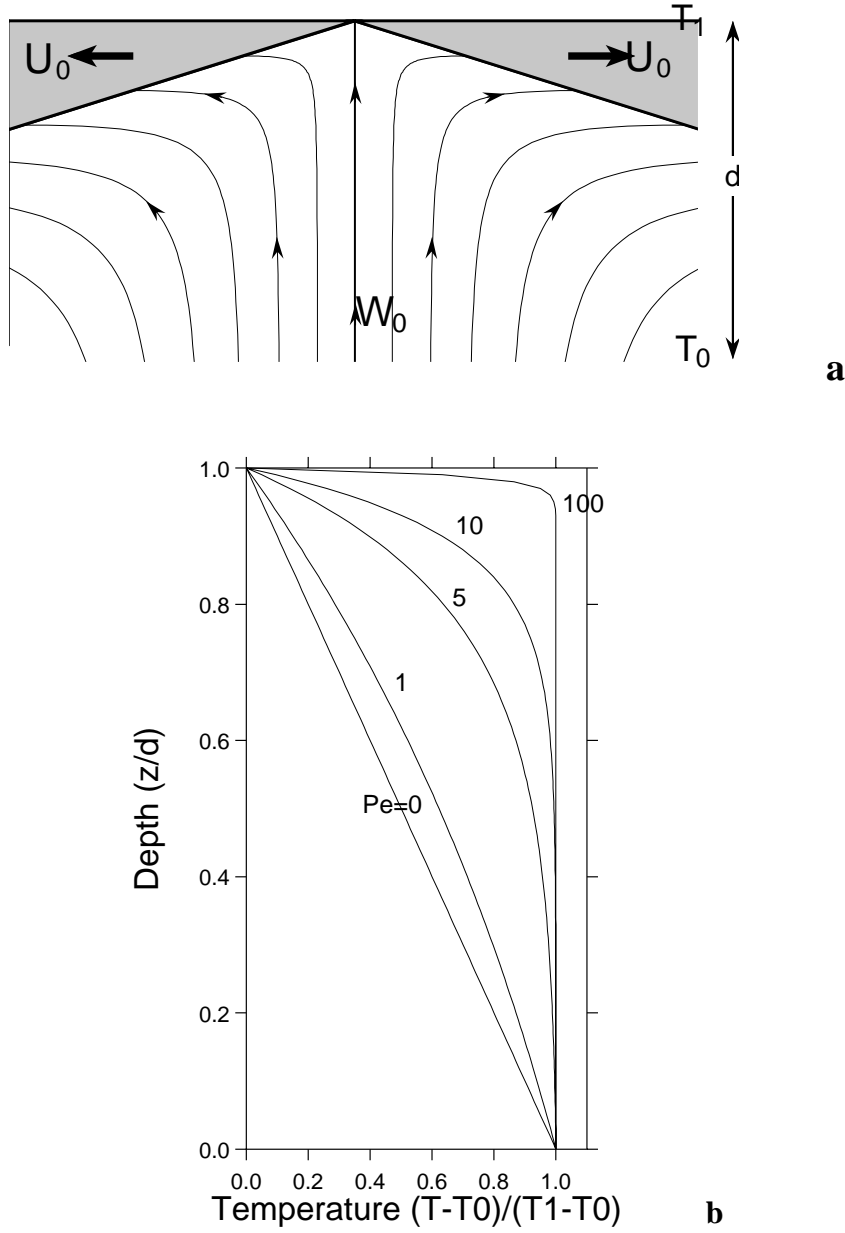 T₁
U₀ U₀
d
W₀
T₀
a
1.0
100
10
0.8
5
1
0.6
Pe=0
Depth (z/d)
0.4
0.2
0.0
0.0 0.2 0.4 0.6 0.8 1.0
Temperature (T-T0)/(T1-T0)
b